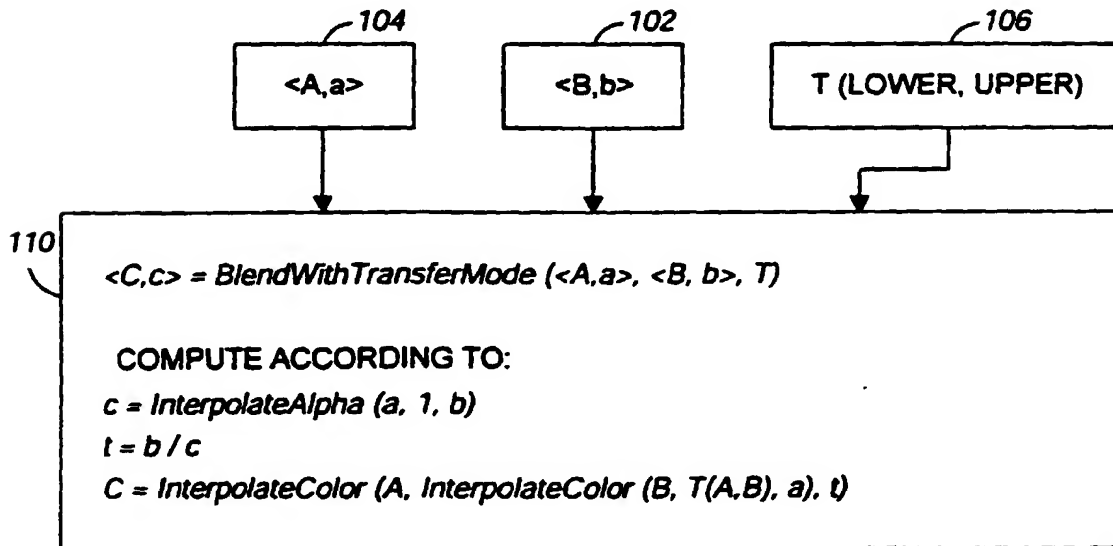 104
102
106
<A,a>
<B,b>
T (LOWER, UPPER)
110
<C,c> = BlendWithTransferMode (<A,a>, <B, b>, T)
COMPUTE ACCORDING TO:
c = InterpolateAlpha (a, 1, b)
t = b / c
C = InterpolateColor (A, InterpolateColor (B, T(A,B), a), t)